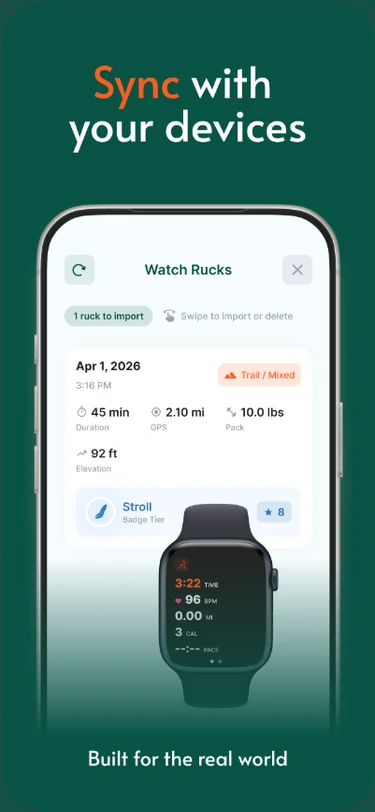 Sync with
your devices
Watch Rucks
1 ruck to import
Swipe to import or delete
Apr 1, 2026
3:16 PM
Trail / Mixed
45 min
Duration
2.10 mi
GPS
10.0 lbs
Pack
92 ft
Elevation
Stroll
Badge Tier
8
3:22 TIME
96 BPM
0.00 MI
3 CAL
--:-- PACE
Built for the real world